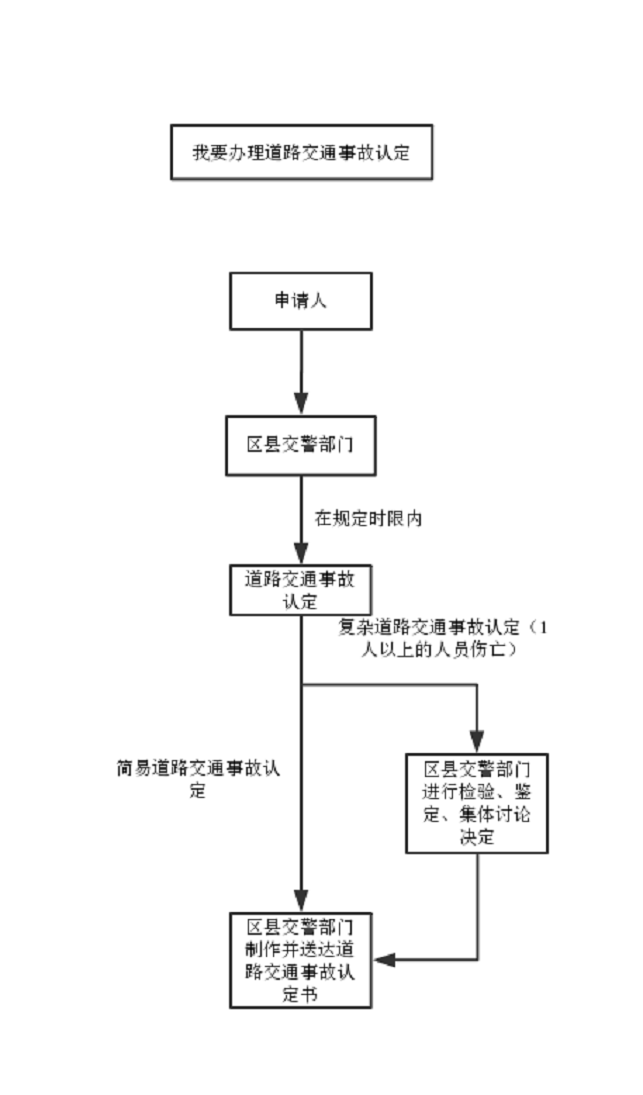 我要办理道路交通事故认定
申请人
区县交警部门
在规定时限内
道路交通事故
认定
复杂道路交通事故认定（1
人以上的人员伤亡）
简易道路交通事故认
定
区县交警部门
进行检验、鉴
定、集体讨论
决定
区县交警部门
制作并送达道
路交通事故认
定书